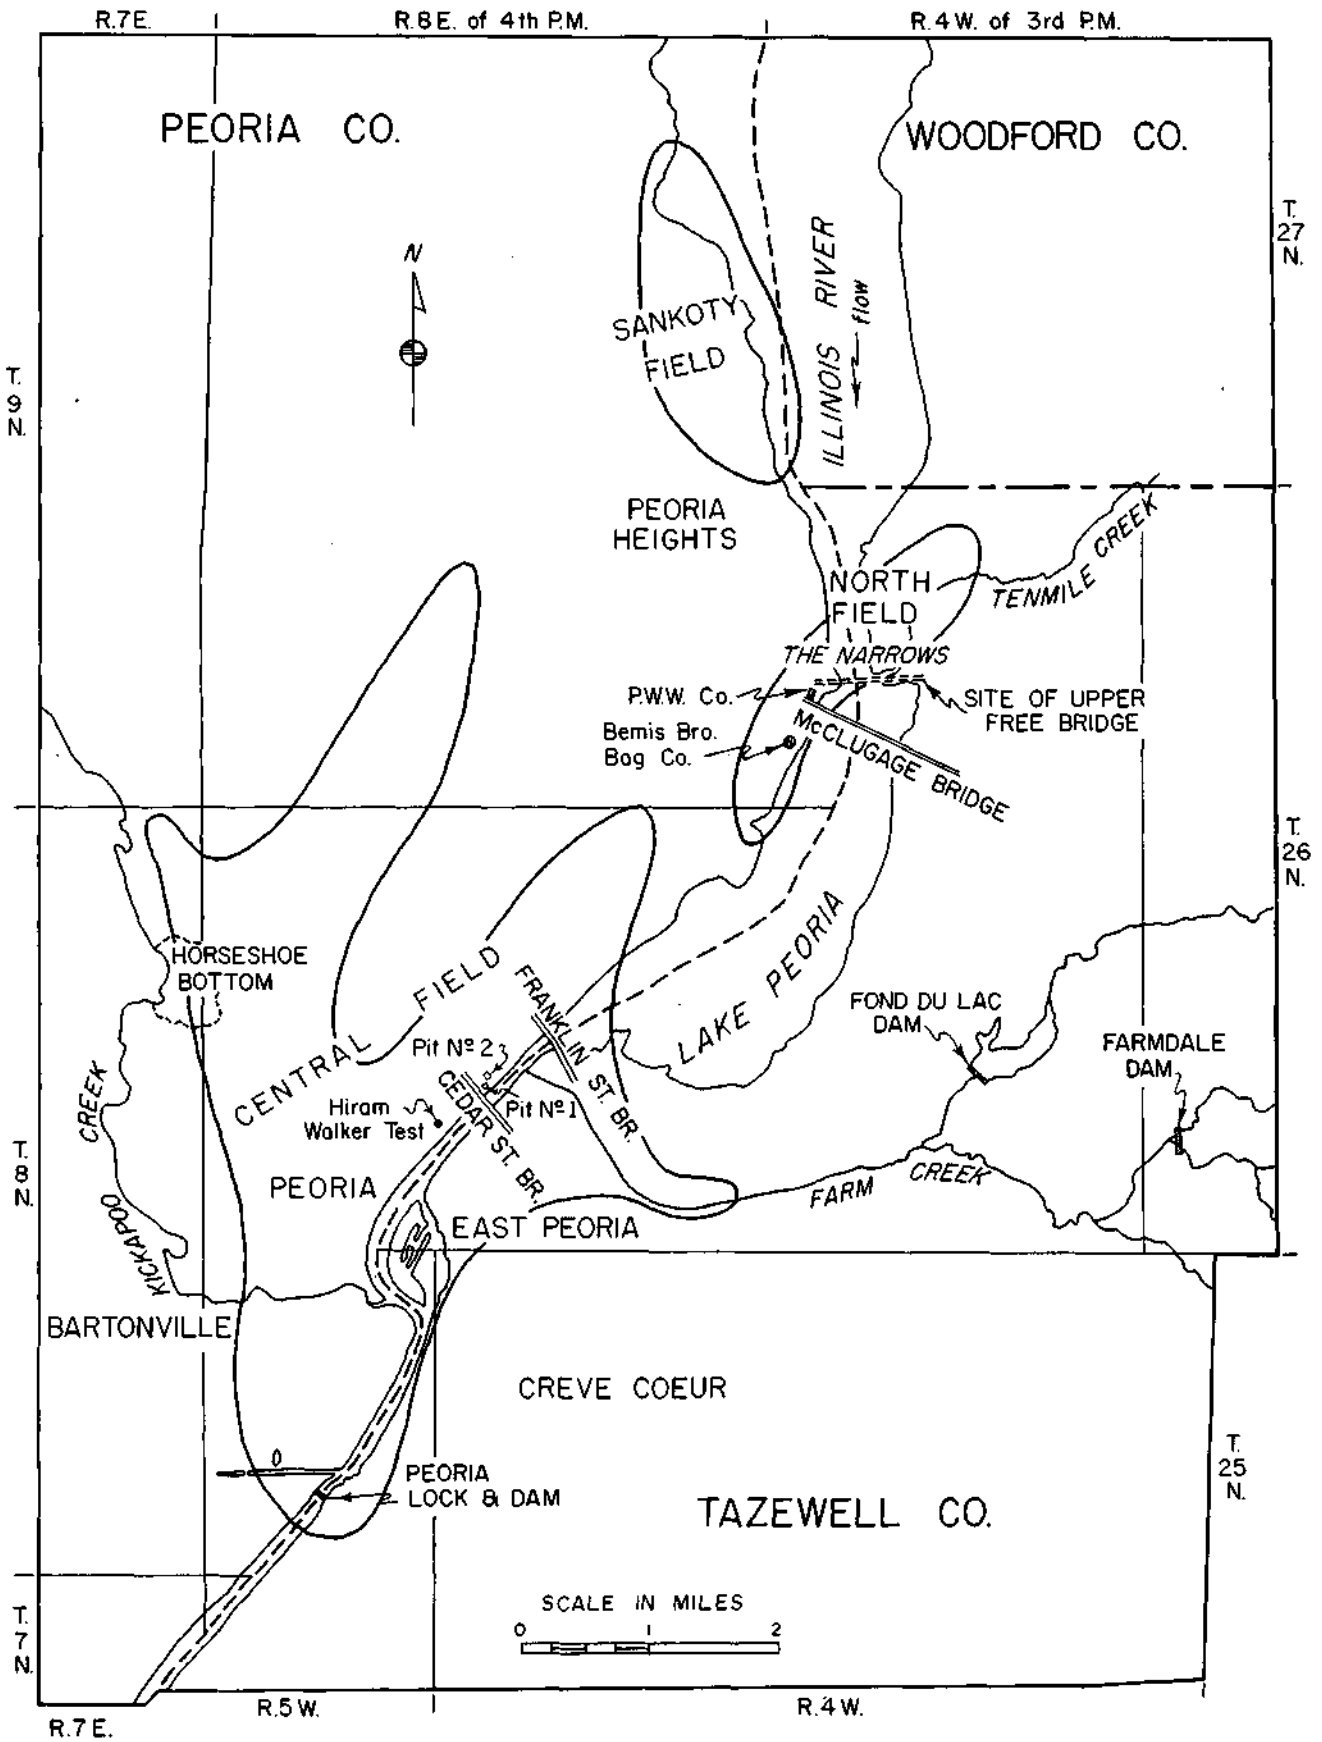 R.7E.
R.8E. of 4th P.M.
R.4W. of 3rd P.M.
PEORIA CO.
WOODFORD CO.
T.
27
N.
N
ILLINOIS RIVER
flow
SANKOTY
FIELD
T.
9
N.
PEORIA
HEIGHTS
TENMILE CREEK
NORTH
FIELD
THE NARROWS
P.W.W. Co.
SITE OF UPPER
FREE BRIDGE
Bemis Bro.
Bag Co.
McCLUGAGE BRIDGE
T.
26
N.
LAKE PEORIA
HORSESHOE
BOTTOM
CENTRAL FIELD
FRANKLIN ST. BR.
FOND DU LAC
DAM
FARMDALE
DAM
Pit Nº 2
CEDAR ST. BR.
Pit Nº 1
Hiram
Walker Test
KICKAPOO CREEK
T.
8
N.
PEORIA
FARM CREEK
EAST PEORIA
BARTONVILLE
CREVE COEUR
T.
25
N.
PEORIA
LOCK & DAM
TAZEWELL CO.
SCALE IN MILES
0 1 2
T.
7
N.
R.5W.
R.4W.
R.7E.